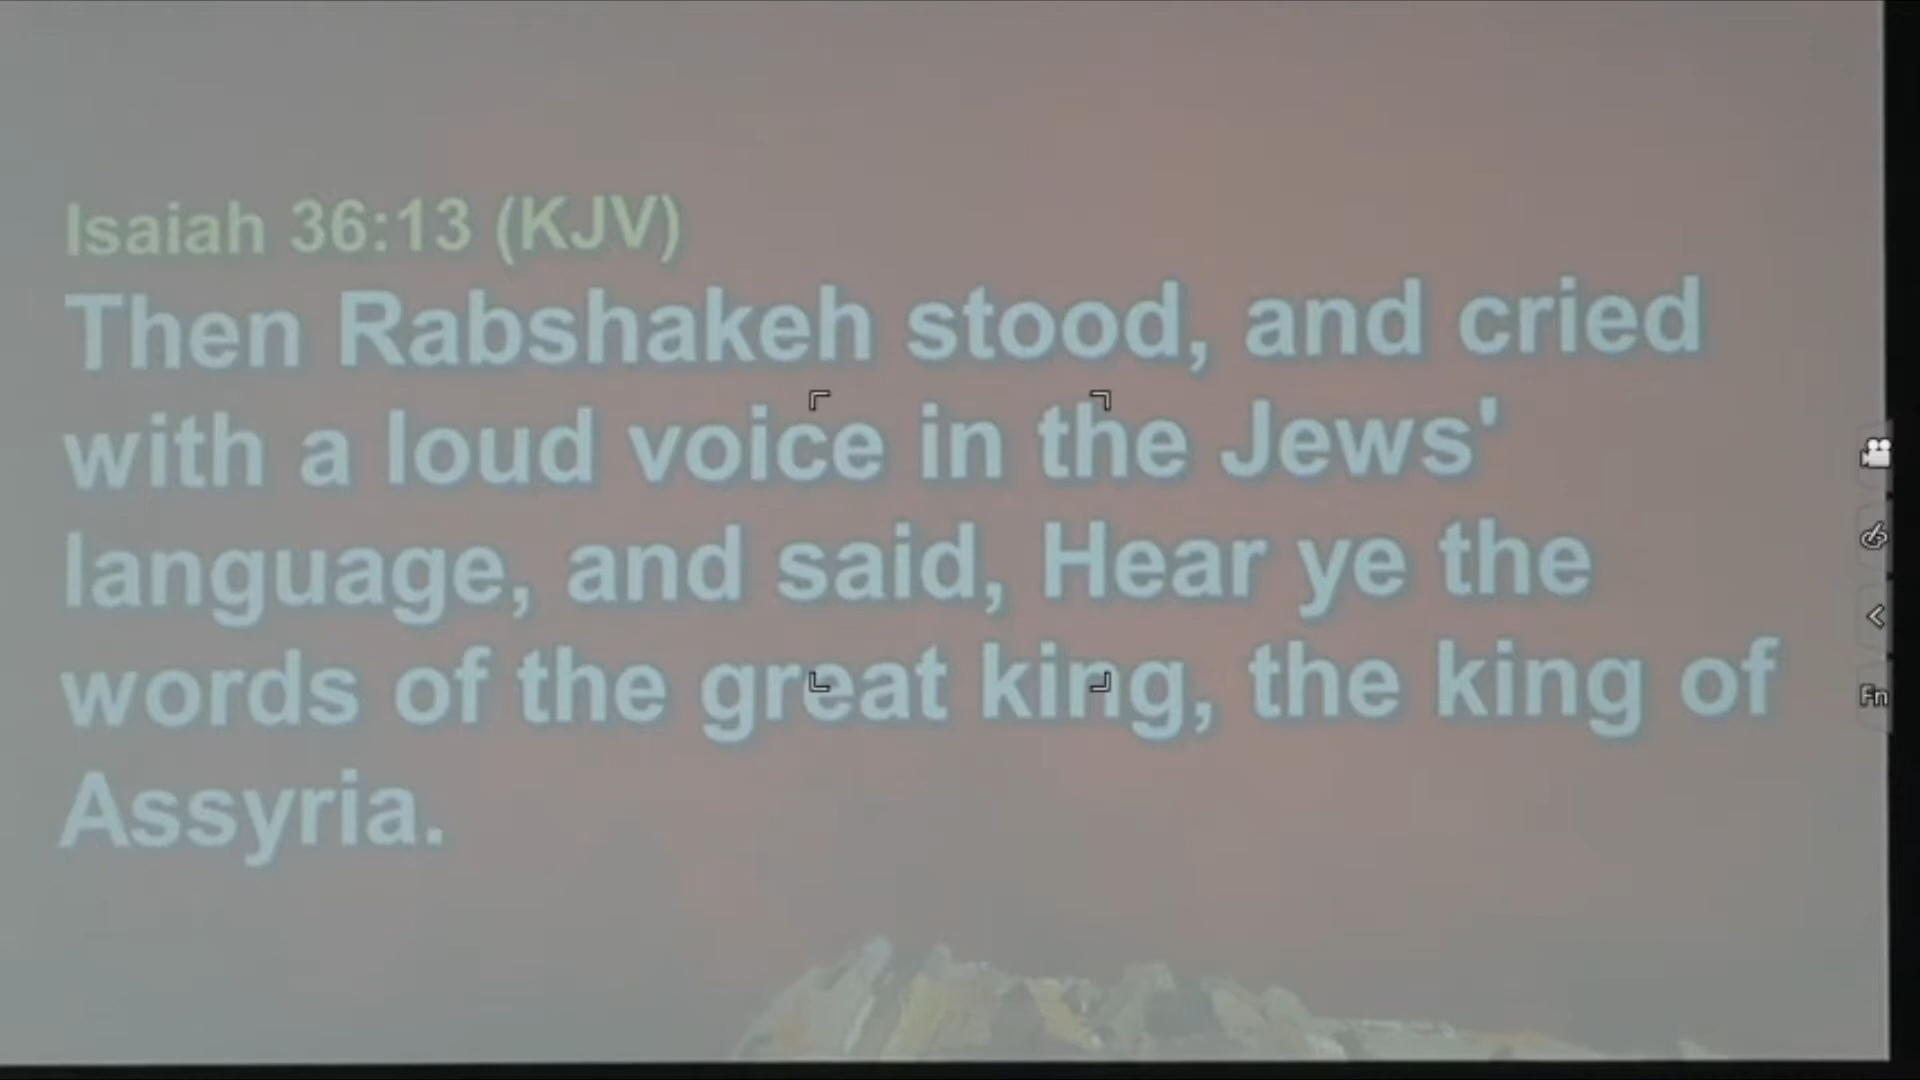 Isaiah 36:13 (KJV)
Then Rabshakeh stood, and cried
with a loud voice in the Jews'
language, and said, Hear ye the
words of the great king, the king of
Assyria.
Fn